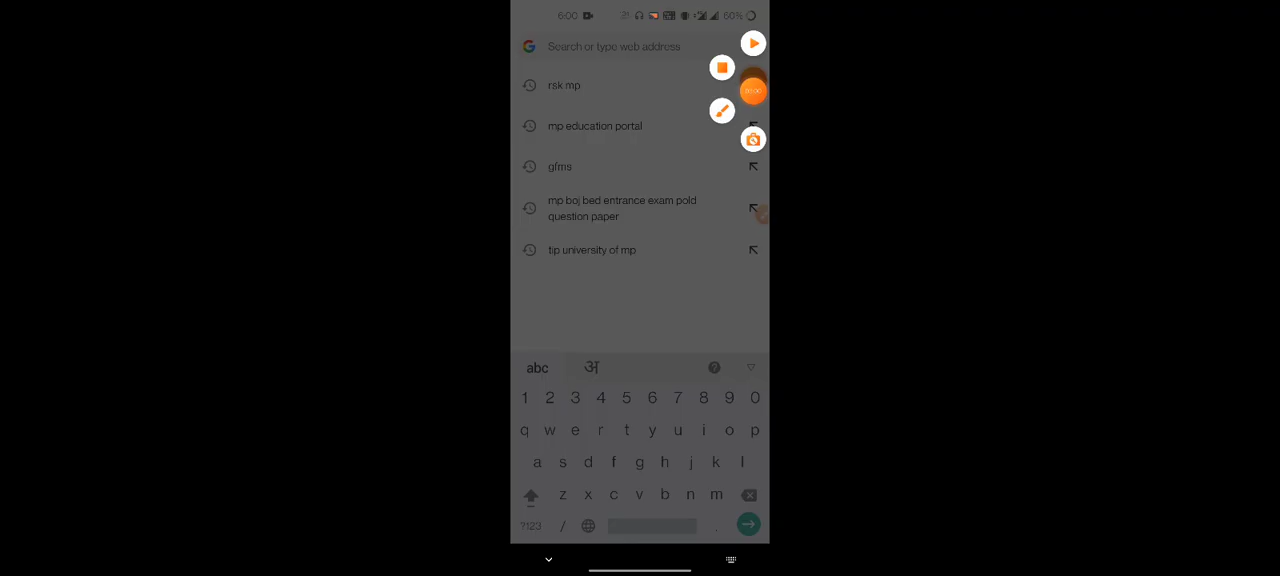 6:00
60%
Search or type web address
rsk mp
mp education portal
gfms
mp boj bed entrance exam pold
question paper
tip university of mp
abc अ ?
1 2 3 4 5 6 7 8 9 0
q w e r t y u i o p
a s d f g h j k l
z x c v b n m
?123 / .